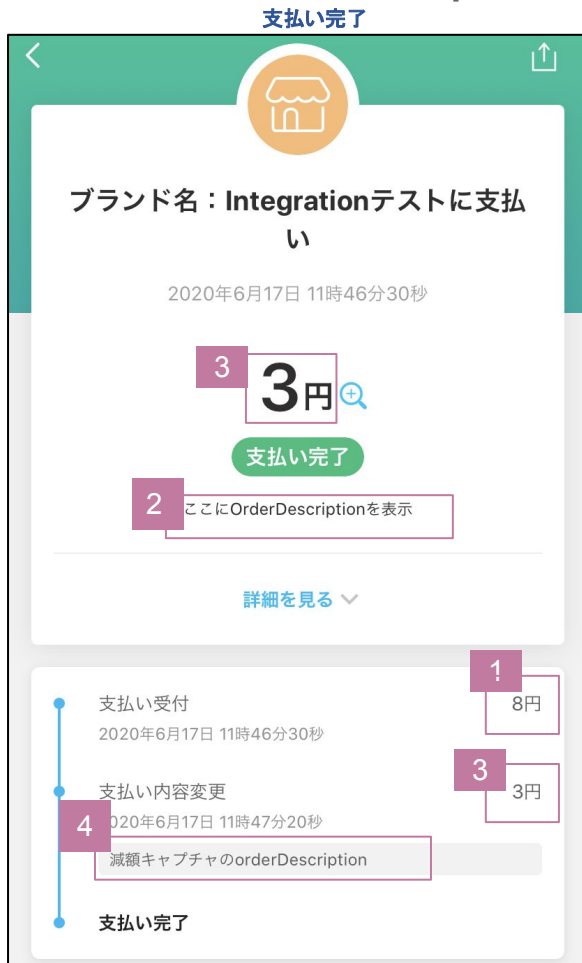 支払い完了
ブランド名：Integrationテストに支払
い
2020年6月17日 11時46分30秒
3
3円
支払い完了
2
ここにOrderDescriptionを表示
詳細を見る
1
支払い受付
8円
2020年6月17日 11時46分30秒
3
支払い内容変更
3円
2020年6月17日 11時47分20秒
4
減額キャプチャのorderDescription
支払い完了